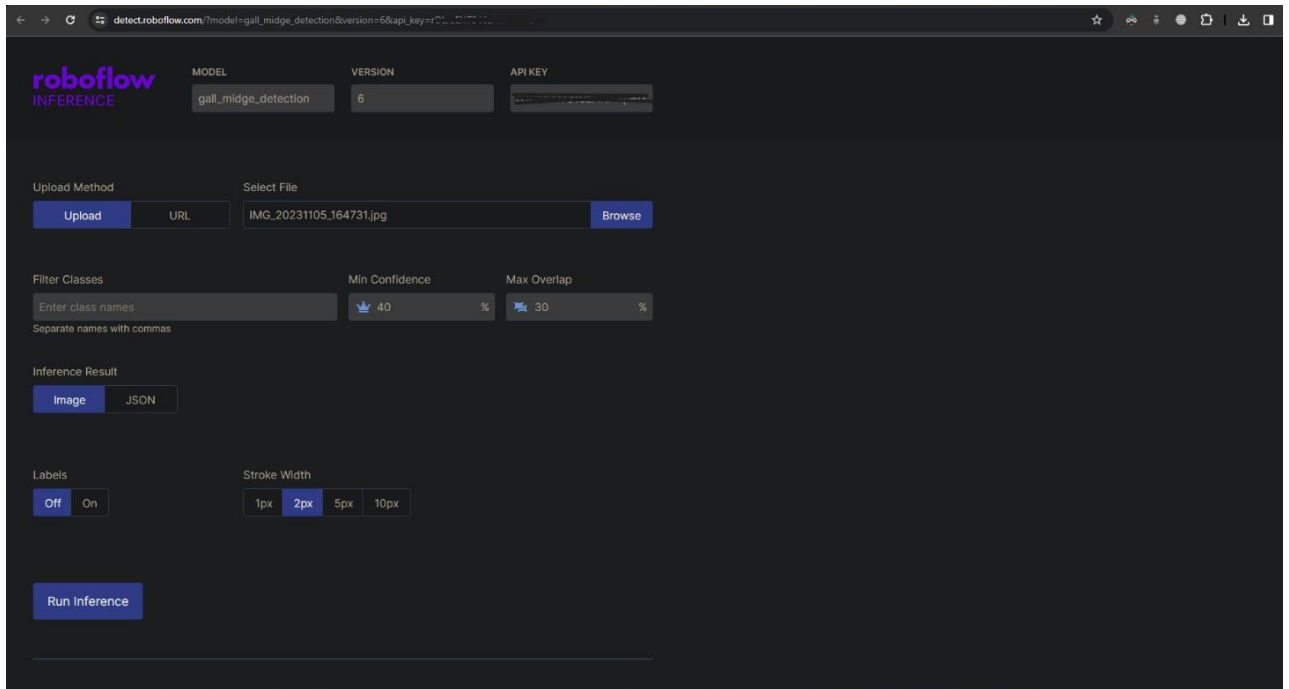 detect.roboflow.com/?model=gall_midge_detection&version=6&api_key=
roboflow
INFERENCE
MODEL
VERSION
API KEY
gall_midge_detection
6
Upload Method
Select File
Upload
URL
IMG_20231105_164731.jpg
Browse
Filter Classes
Min Confidence
Max Overlap
Enter class names
40 %
30 %
Separate names with commas
Inference Result
Image
JSON
Labels
Stroke Width
Off
On
1px
2px
5px
10px
Run Inference